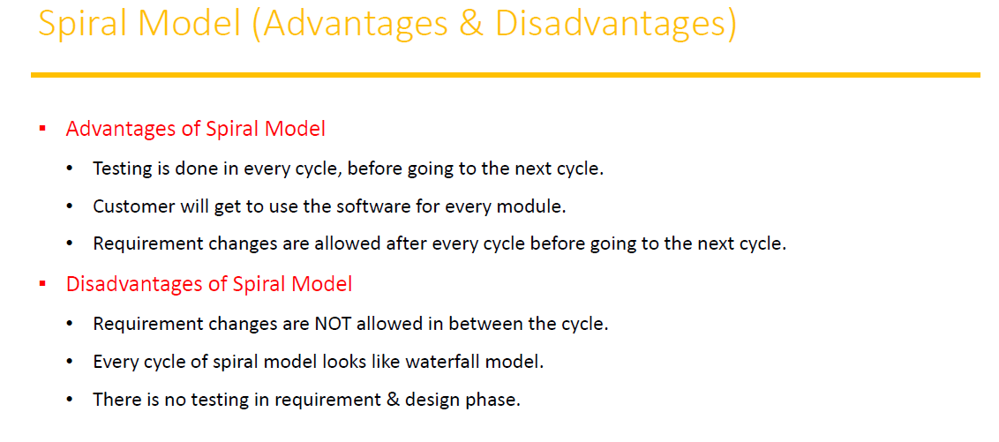 Spiral Model (Advantages & Disadvantages)
▪ Advantages of Spiral Model
• Testing is done in every cycle, before going to the next cycle.
• Customer will get to use the software for every module.
• Requirement changes are allowed after every cycle before going to the next cycle.
▪ Disadvantages of Spiral Model
• Requirement changes are NOT allowed in between the cycle.
• Every cycle of spiral model looks like waterfall model.
• There is no testing in requirement & design phase.